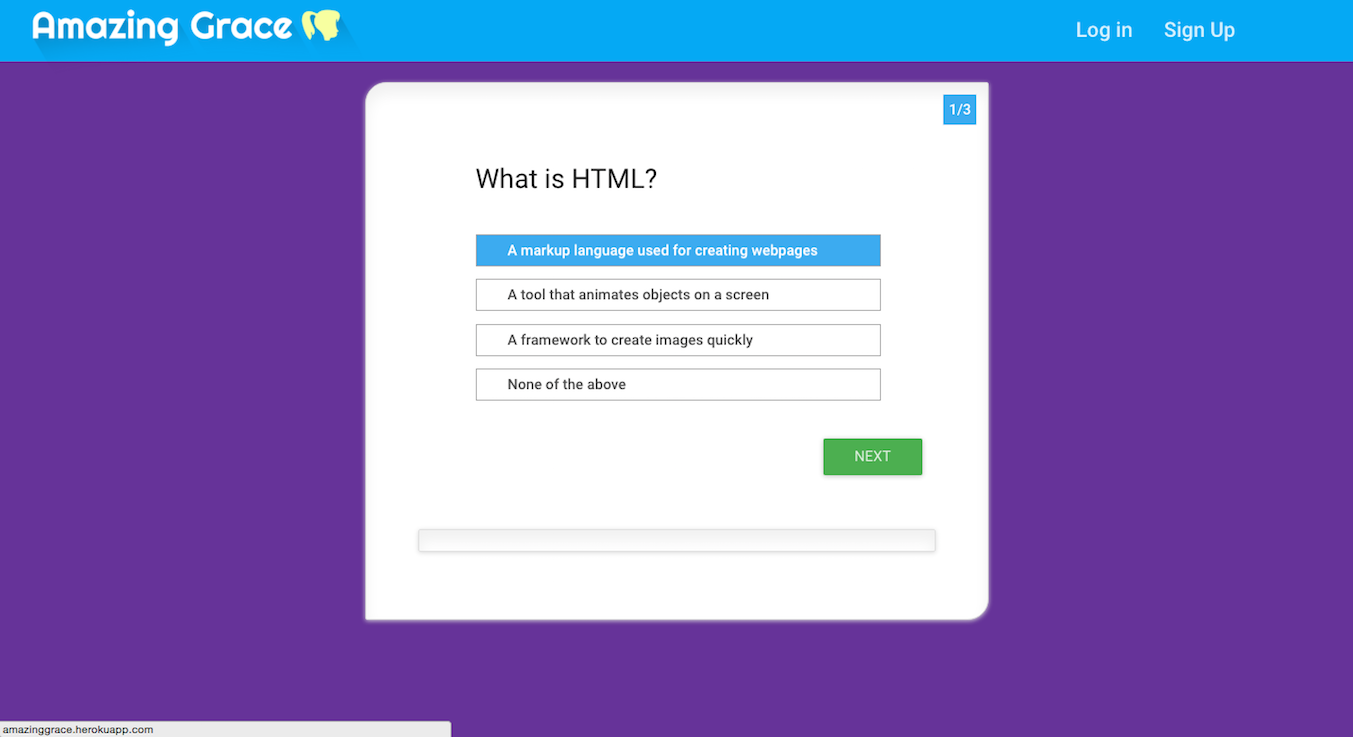 Amazing Grace
Log in
Sign Up
1/3
What is HTML?
A markup language used for creating webpages
A tool that animates objects on a screen
A framework to create images quickly
None of the above
NEXT
amazinggrace.herokuapp.com